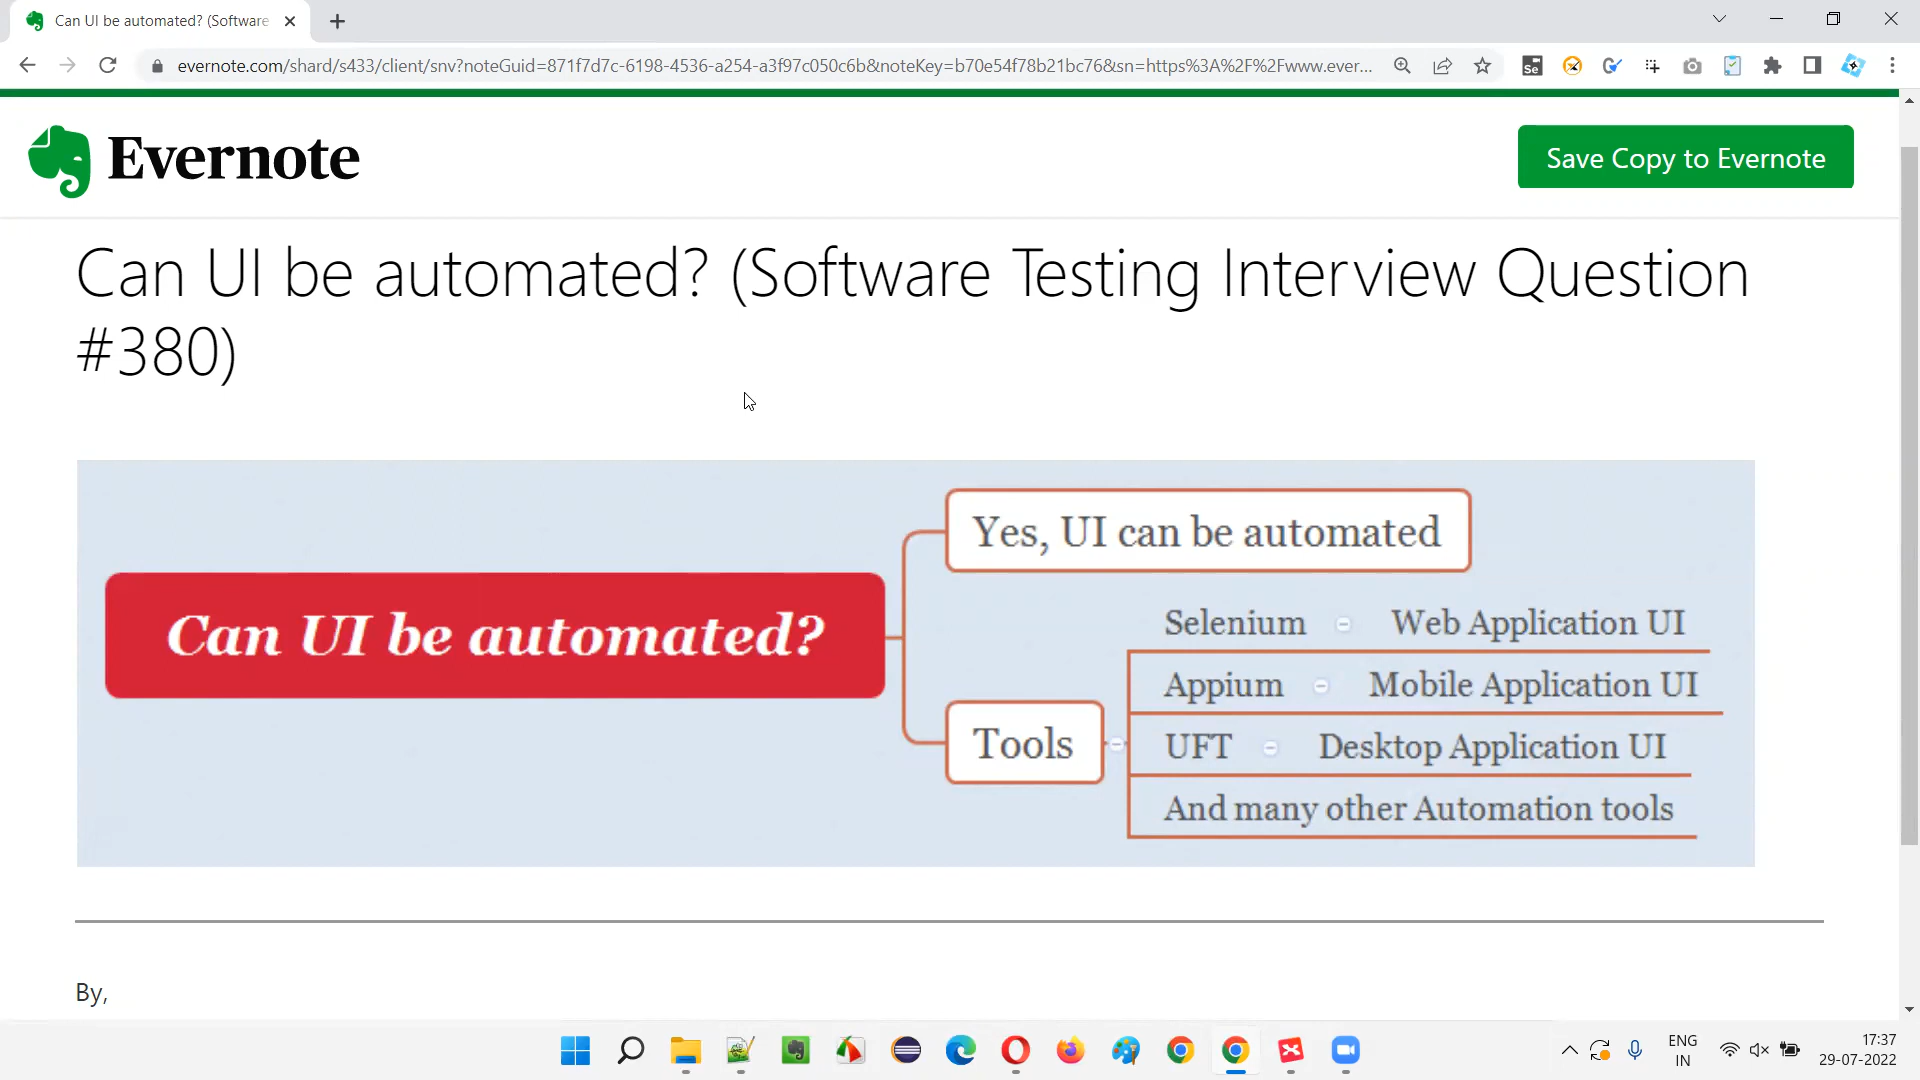 Can UI be automated? (Software
evernote.com/shard/s433/client/snv?noteGuid=871f7d7c-6198-4536-a254-a3f97c050c6b&noteKey=b70e54f78b21bc76&sn=https%3A%2F%2Fwww.ever...
Se
Evernote
Save Copy to Evernote
Can UI be automated? (Software Testing Interview Question
#380)
Yes, UI can be automated
Can UI be automated?
Selenium Web Application UI
Appium Mobile Application UI
Tools
UFT Desktop Application UI
And many other Automation tools
By,
ENG
IN
17:37
29-07-2022